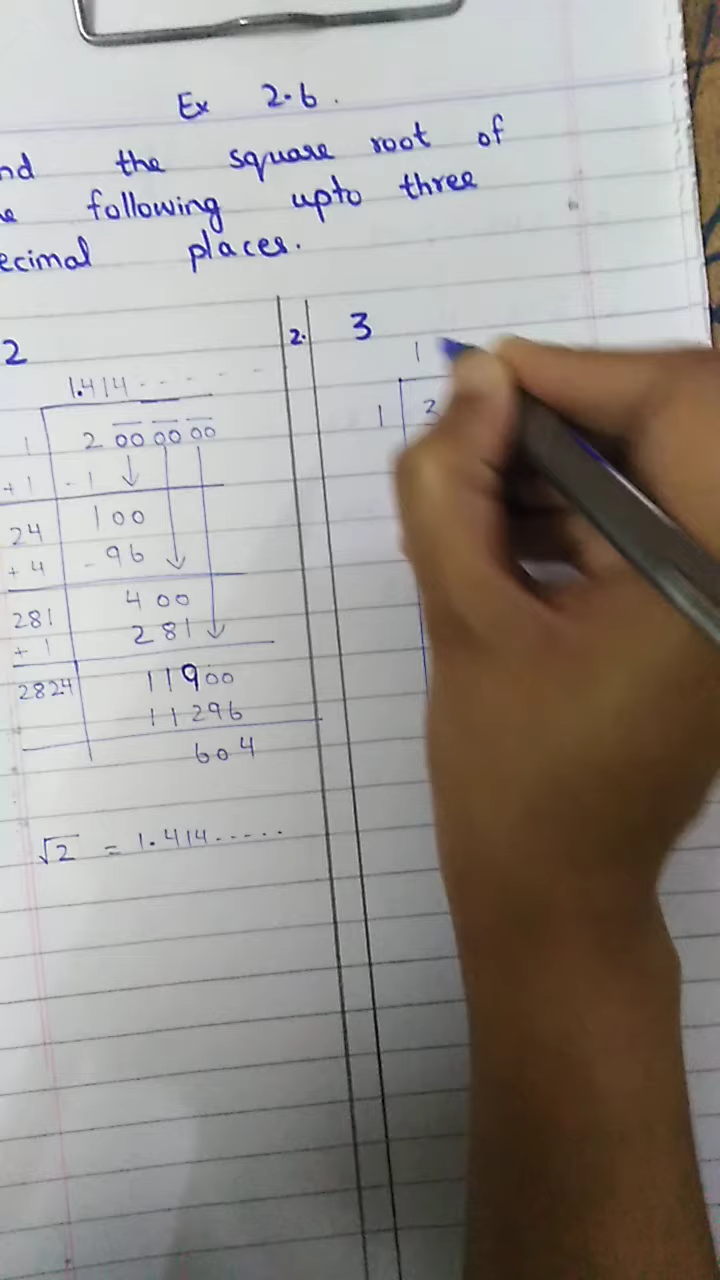 Ex 2.6.
nd the square root of
e following upto three
ecimal places.
2
1.414.....
1 2 00 00 00
+1 -1
24 100
+4 -96
281 400
+1 281
2824 11900
11296
604
√2 = 1.414.....
2. 3
1
1